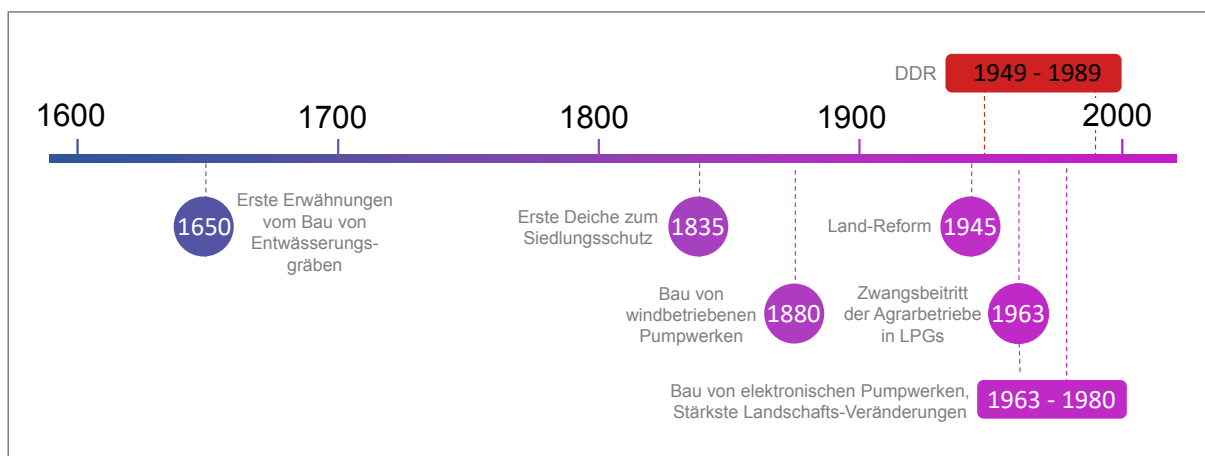 DDR
1949 - 1989
1600
1700
1800
1900
2000
1650
Erste Erwähnungen
vom Bau von
Entwässerungs-
gräben
Erste Deiche zum
Siedlungsschutz
1835
Land-Reform
1945
Bau von
windbetriebenen
Pumpwerken
1880
Zwangsbeitritt
der Agrarbetriebe
in LPGs
1963
Bau von elektronischen Pumpwerken,
Stärkste Landschafts-Veränderungen
1963 - 1980